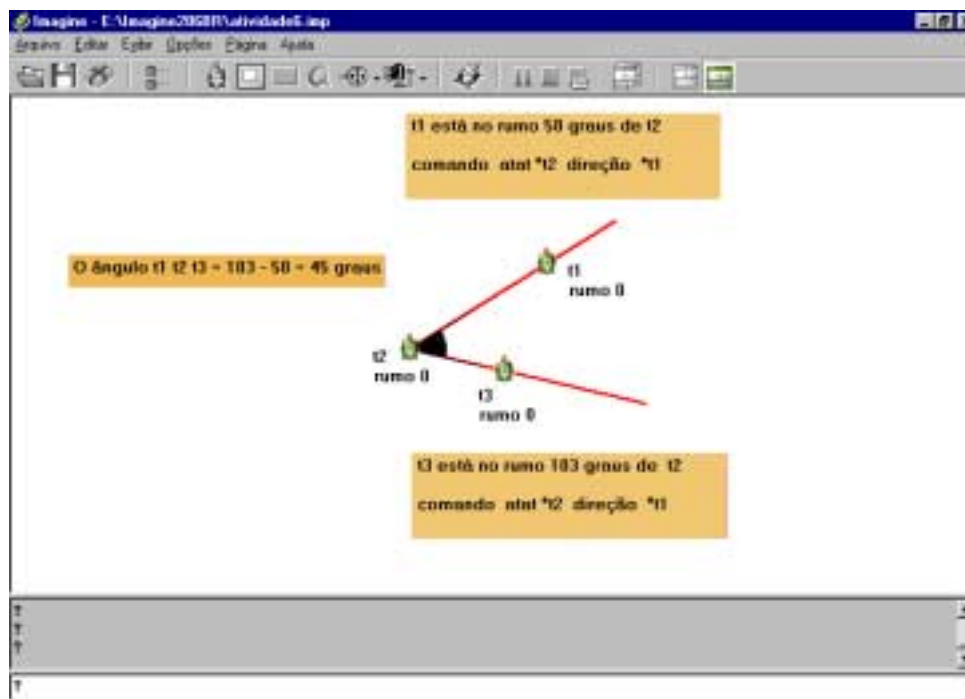 Imagine - E:\Imagine2060R\atividade6.imp
Arquivo Editar Exibir Opções Página Ajuda
t1 está no rumo 58 graus de t2
comando atat "t2 direção "t1
O ângulo t1 t2 t3 = 103 - 58 = 45 graus
t1
rumo 0
t2
rumo 0
t3
rumo 0
t3 está no rumo 103 graus de t2
comando atat "t2 direção "t1
?
?
?
?